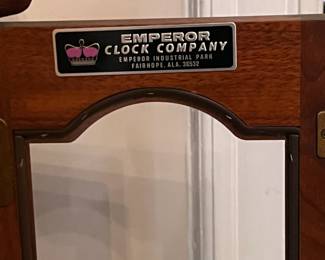 EMPEROR
CLOCK COMPANY
EMPEROR INDUSTRIAL PARK
FAIRHOPE, ALA. 36532